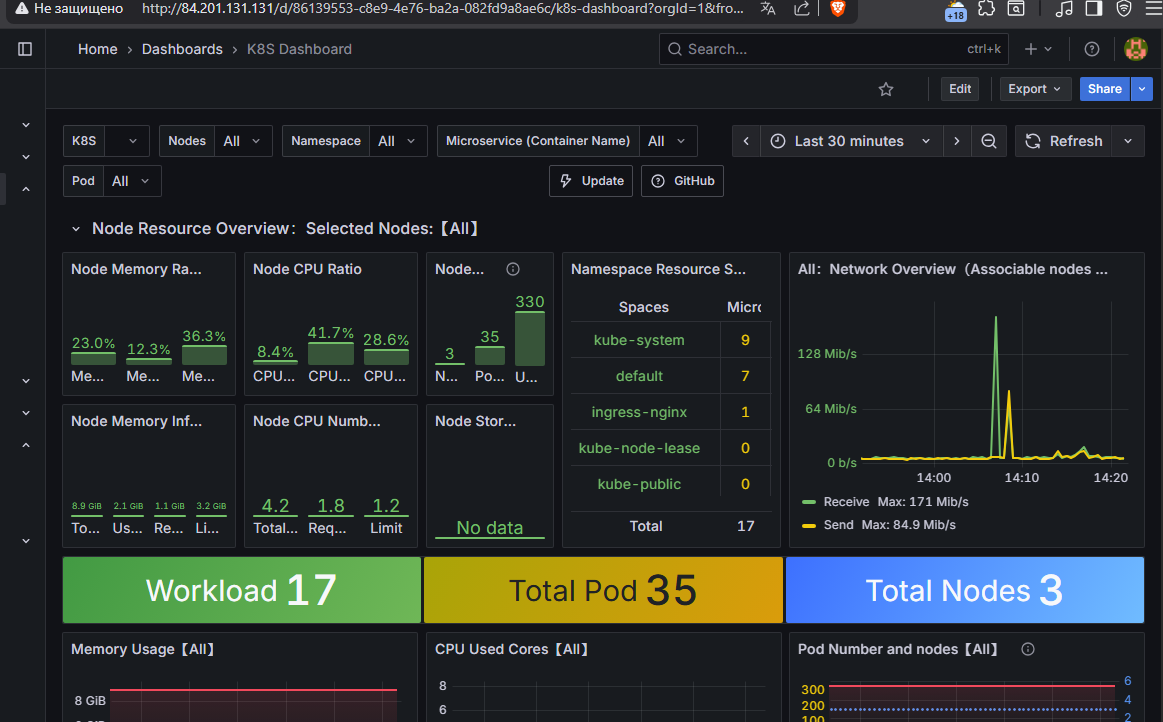 Не защищено http://84.201.131.131/d/86139553-c8e9-4e76-ba2a-082fd9a8ae6c/k8s-dashboard?orgId=1&fro...
+18
Home › Dashboards › K8S Dashboard
Search... ctrl+k
Edit Export Share
K8S Nodes All Namespace All Microservice (Container Name) All Last 30 minutes Refresh
Pod All Update GitHub
Node Resource Overview：Selected Nodes:【All】
Node Memory Ra...
23.0% 12.3% 36.3%
Me... Me... Me...
Node CPU Ratio
8.4% 41.7% 28.6%
CPU... CPU... CPU...
Node...
3 35 330
N... Po... U...
Namespace Resource S...
Spaces Micro
kube-system 9
default 7
ingress-nginx 1
kube-node-lease 0
kube-public 0
Total 17
All：Network Overview（Associable nodes ...
128 Mib/s
64 Mib/s
0 b/s
14:00 14:10 14:20
Receive Max: 171 Mib/s
Send Max: 84.9 Mib/s
Node Memory Inf...
8.9 GiB 2.1 GiB 1.1 GiB 3.2 GiB
To... Us... Re... Li...
Node CPU Numb...
4.2 1.8 1.2
Total... Req... Limit
Node Stor...
No data
Workload 17
Total Pod 35
Total Nodes 3
Memory Usage【All】
8 GiB
CPU Used Cores【All】
8
6
Pod Number and nodes【All】
300 6
200 4
100 2